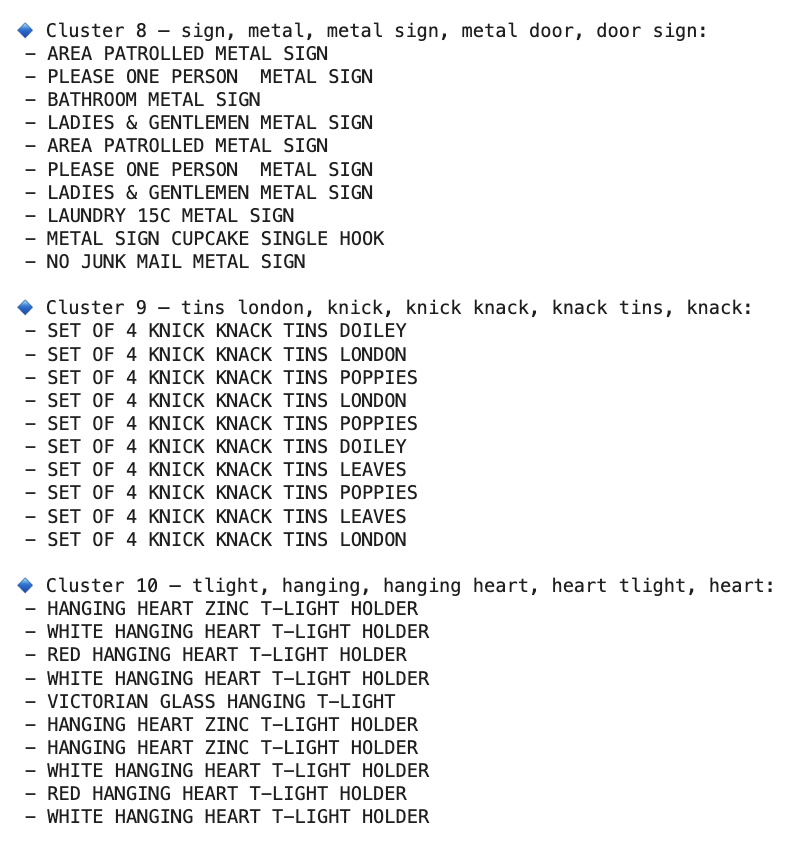 🔷 Cluster 8 — sign, metal, metal sign, metal door, door sign:
– AREA PATROLLED METAL SIGN
– PLEASE ONE PERSON  METAL SIGN
– BATHROOM METAL SIGN
– LADIES & GENTLEMEN METAL SIGN
– AREA PATROLLED METAL SIGN
– PLEASE ONE PERSON  METAL SIGN
– LADIES & GENTLEMEN METAL SIGN
– LAUNDRY 15C METAL SIGN
– METAL SIGN CUPCAKE SINGLE HOOK
– NO JUNK MAIL METAL SIGN
🔷 Cluster 9 — tins london, knick, knick knack, knack tins, knack:
– SET OF 4 KNICK KNACK TINS DOILEY
– SET OF 4 KNICK KNACK TINS LONDON
– SET OF 4 KNICK KNACK TINS POPPIES
– SET OF 4 KNICK KNACK TINS LONDON
– SET OF 4 KNICK KNACK TINS POPPIES
– SET OF 4 KNICK KNACK TINS DOILEY
– SET OF 4 KNICK KNACK TINS LEAVES
– SET OF 4 KNICK KNACK TINS POPPIES
– SET OF 4 KNICK KNACK TINS LEAVES
– SET OF 4 KNICK KNACK TINS LONDON
🔷 Cluster 10 — tlight, hanging, hanging heart, heart tlight, heart:
– HANGING HEART ZINC T-LIGHT HOLDER
– WHITE HANGING HEART T-LIGHT HOLDER
– RED HANGING HEART T-LIGHT HOLDER
– WHITE HANGING HEART T-LIGHT HOLDER
– VICTORIAN GLASS HANGING T-LIGHT
– HANGING HEART ZINC T-LIGHT HOLDER
– HANGING HEART ZINC T-LIGHT HOLDER
– WHITE HANGING HEART T-LIGHT HOLDER
– RED HANGING HEART T-LIGHT HOLDER
– WHITE HANGING HEART T-LIGHT HOLDER